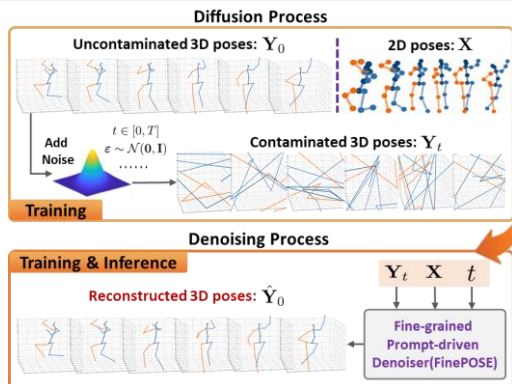 Diffusion Process
Uncontaminated 3D poses: Y₀
2D poses: X
Add
Noise
t ∈ [0, T]
ε ∼ N(0, I)
······
Contaminated 3D poses: Yₜ
Training
Denoising Process
Training & Inference
Reconstructed 3D poses: Ŷ₀
Yₜ X t
Fine-grained
Prompt-driven
Denoiser(FinePOSE)